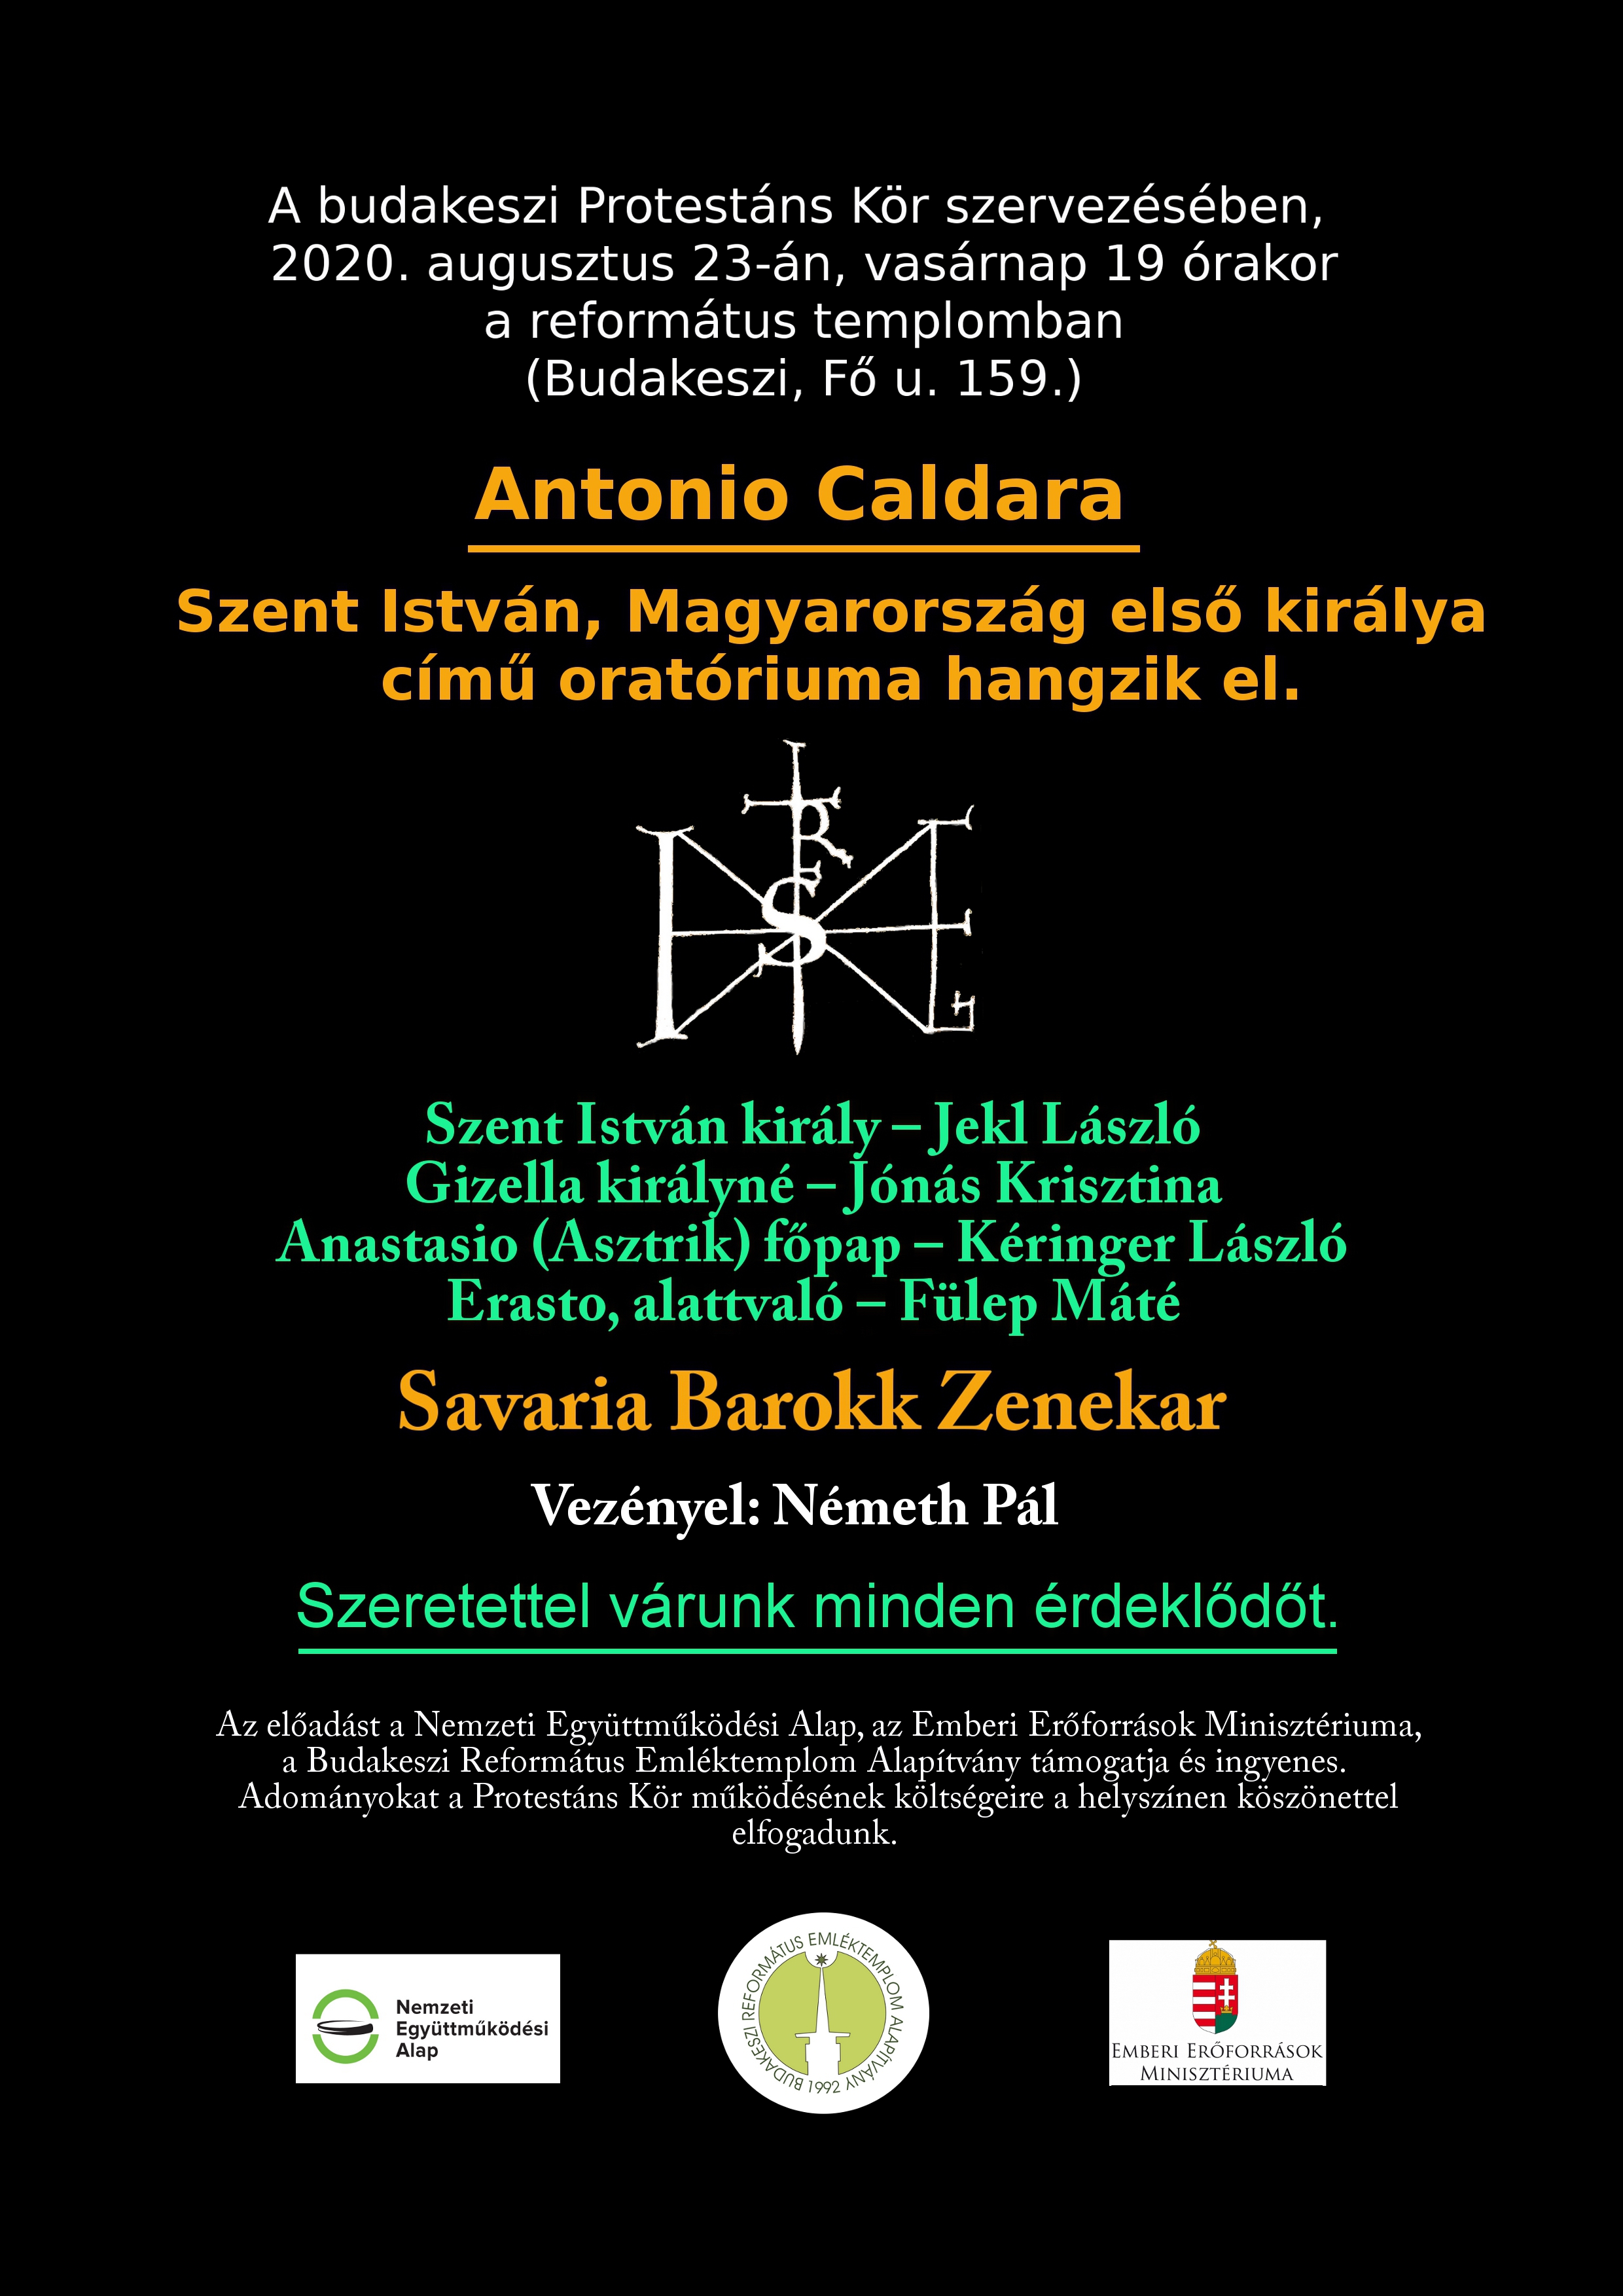 A budakeszi Protestáns Kör szervezésében,
2020. augusztus 23-án, vasárnap 19 órakor
a református templomban
(Budakeszi, Fő u. 159.)
Antonio Caldara
Szent István, Magyarország első királya
című oratóriuma hangzik el.
Szent István király – Jekl László
Gizella királyné – Jónás Krisztina
Anastasio (Asztrik) főpap – Kéringer László
Erasto, alattvaló – Fülep Máté
Savaria Barokk Zenekar
Vezényel: Németh Pál
Szeretettel várunk minden érdeklődőt.
Az előadást a Nemzeti Együttműködési Alap, az Emberi Erőforrások Minisztériuma,
a Budakeszi Református Emléktemplom Alapítvány támogatja és ingyenes.
Adományokat a Protestáns Kör működésének költségeire a helyszínen köszönettel
elfogadunk.
Nemzeti
Együttműködési
Alap
BUDAKESZI REFORMÁTUS EMLÉKTEMPLOM ALAPÍTVÁNY
1992
EMBERI ERŐFORRÁSOK
MINISZTÉRIUMA